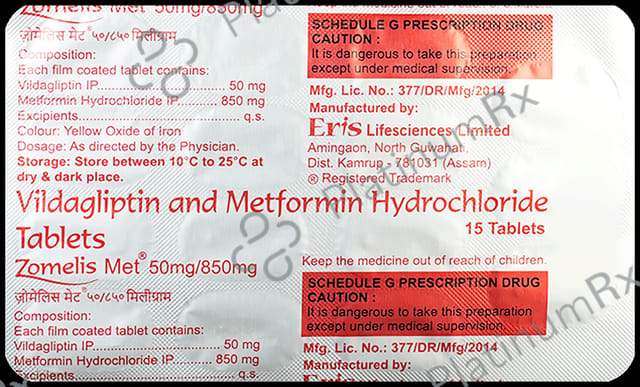 Zomelis Met 50mg/850mg
ज़ोमेलिस मेट ५०/८५० मिलीग्राम
Composition:
Each film coated tablet contains:
Vildagliptin IP............................. 50 mg
Metformin Hydrochloride IP......... 850 mg
Excipients...................................... q.s.
Colour: Yellow Oxide of Iron
Dosage: As directed by the Physician.
Storage: Store between 10°C to 25°C at
dry & dark place.
SCHEDULE G PRESCRIPTION DRUG
CAUTION :
It is dangerous to take this preparation
except under medical supervision.
Mfg. Lic. No.: 377/DR/Mfg/2014
Manufactured by:
Eris Lifesciences Limited
Amingaon, North Guwahati,
Dist. Kamrup - 781031 (Assam)
® Registered Trademark
Vildagliptin and Metformin Hydrochloride
Tablets
15 Tablets
Zomelis Met® 50mg/850mg
ज़ोमेलिस मेट® ५०/८५० मिलीग्राम
Composition:
Each film coated tablet contains:
Vildagliptin IP............................. 50 mg
Metformin Hydrochloride IP......... 850 mg
Excipients...................................... q.s.
Keep the medicine out of reach of children.
SCHEDULE G PRESCRIPTION DRUG
CAUTION :
It is dangerous to take this preparation
except under medical supervision.
Mfg. Lic. No.: 377/DR/Mfg/2014
Manufactured by:
Eris
PlatinumRx
PlatinumRx